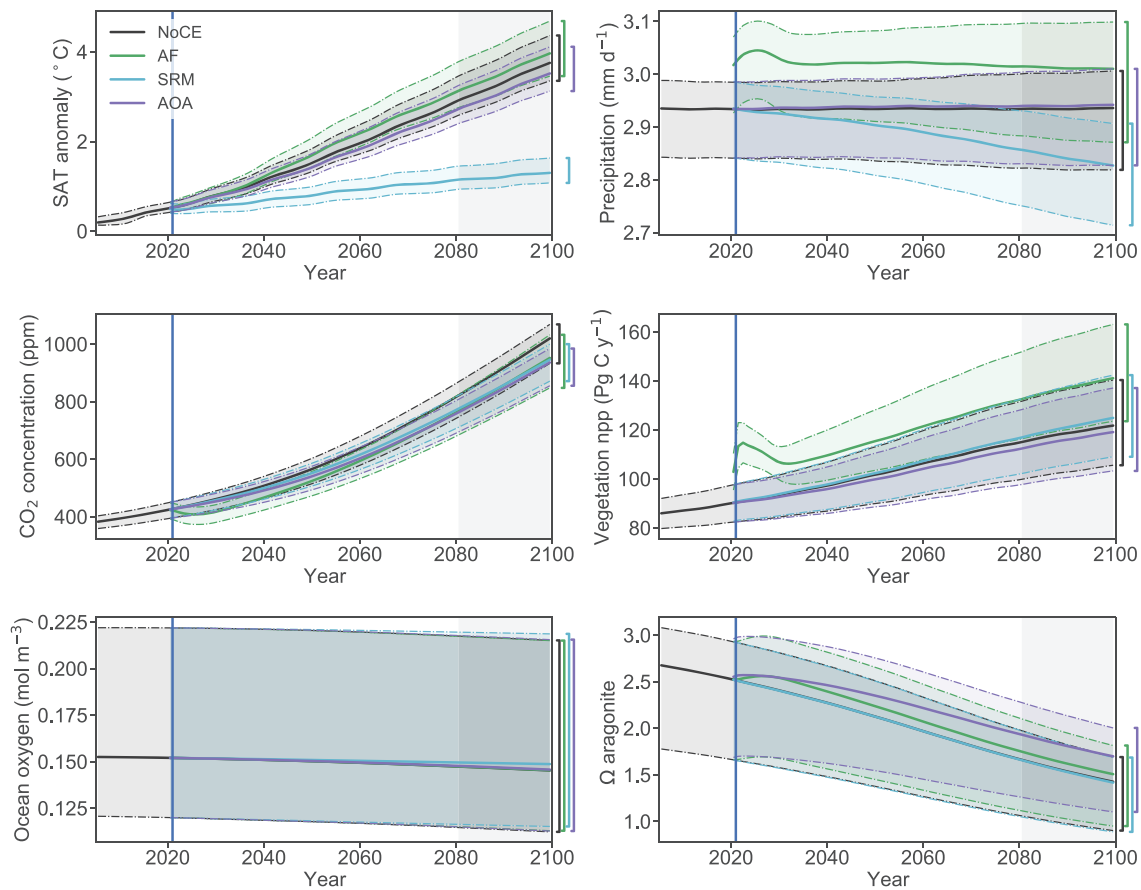 SAT anomaly (°C)
4
2
0
NoCE
AF
SRM
AOA
2020 2040 2060 2080 2100
Year
Precipitation (mm d⁻¹)
3.1
3.0
2.9
2.8
2.7
2020 2040 2060 2080 2100
Year
CO₂ concentration (ppm)
1000
800
600
400
2020 2040 2060 2080 2100
Year
Vegetation npp (Pg C y⁻¹)
160
140
120
100
80
2020 2040 2060 2080 2100
Year
Ocean oxygen (mol m⁻³)
0.225
0.200
0.175
0.150
0.125
2020 2040 2060 2080 2100
Year
Ω aragonite
3.0
2.5
2.0
1.5
1.0
2020 2040 2060 2080 2100
Year